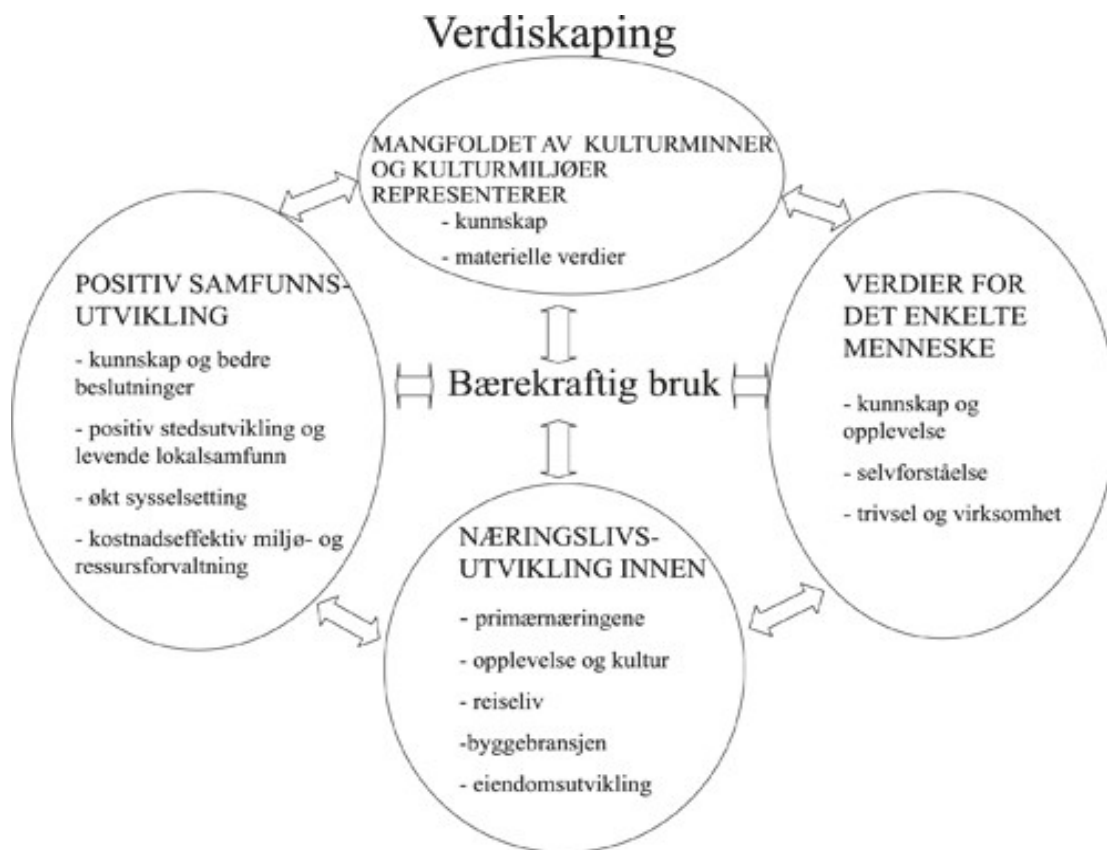 Verdiskaping
MANGFOLDET AV KULTURMINNER
OG KULTURMILJØER
REPRESENTERER
- kunnskap
- materielle verdier
POSITIV SAMFUNNS-
UTVIKLING
- kunnskap og bedre
beslutninger
- positiv stedsutvikling og
levende lokalsamfunn
- økt sysselsetting
- kostnadseffektiv miljø- og
ressursforvaltning
Bærekraftig bruk
VERDIER FOR
DET ENKELTE
MENNESKE
- kunnskap og
opplevelse
- selvforståelse
- trivsel og virksomhet
NÆRINGSLIVS-
UTVIKLING INNEN
- primærnæringene
- opplevelse og kultur
- reiseliv
-byggebransjen
- eiendomsutvikling